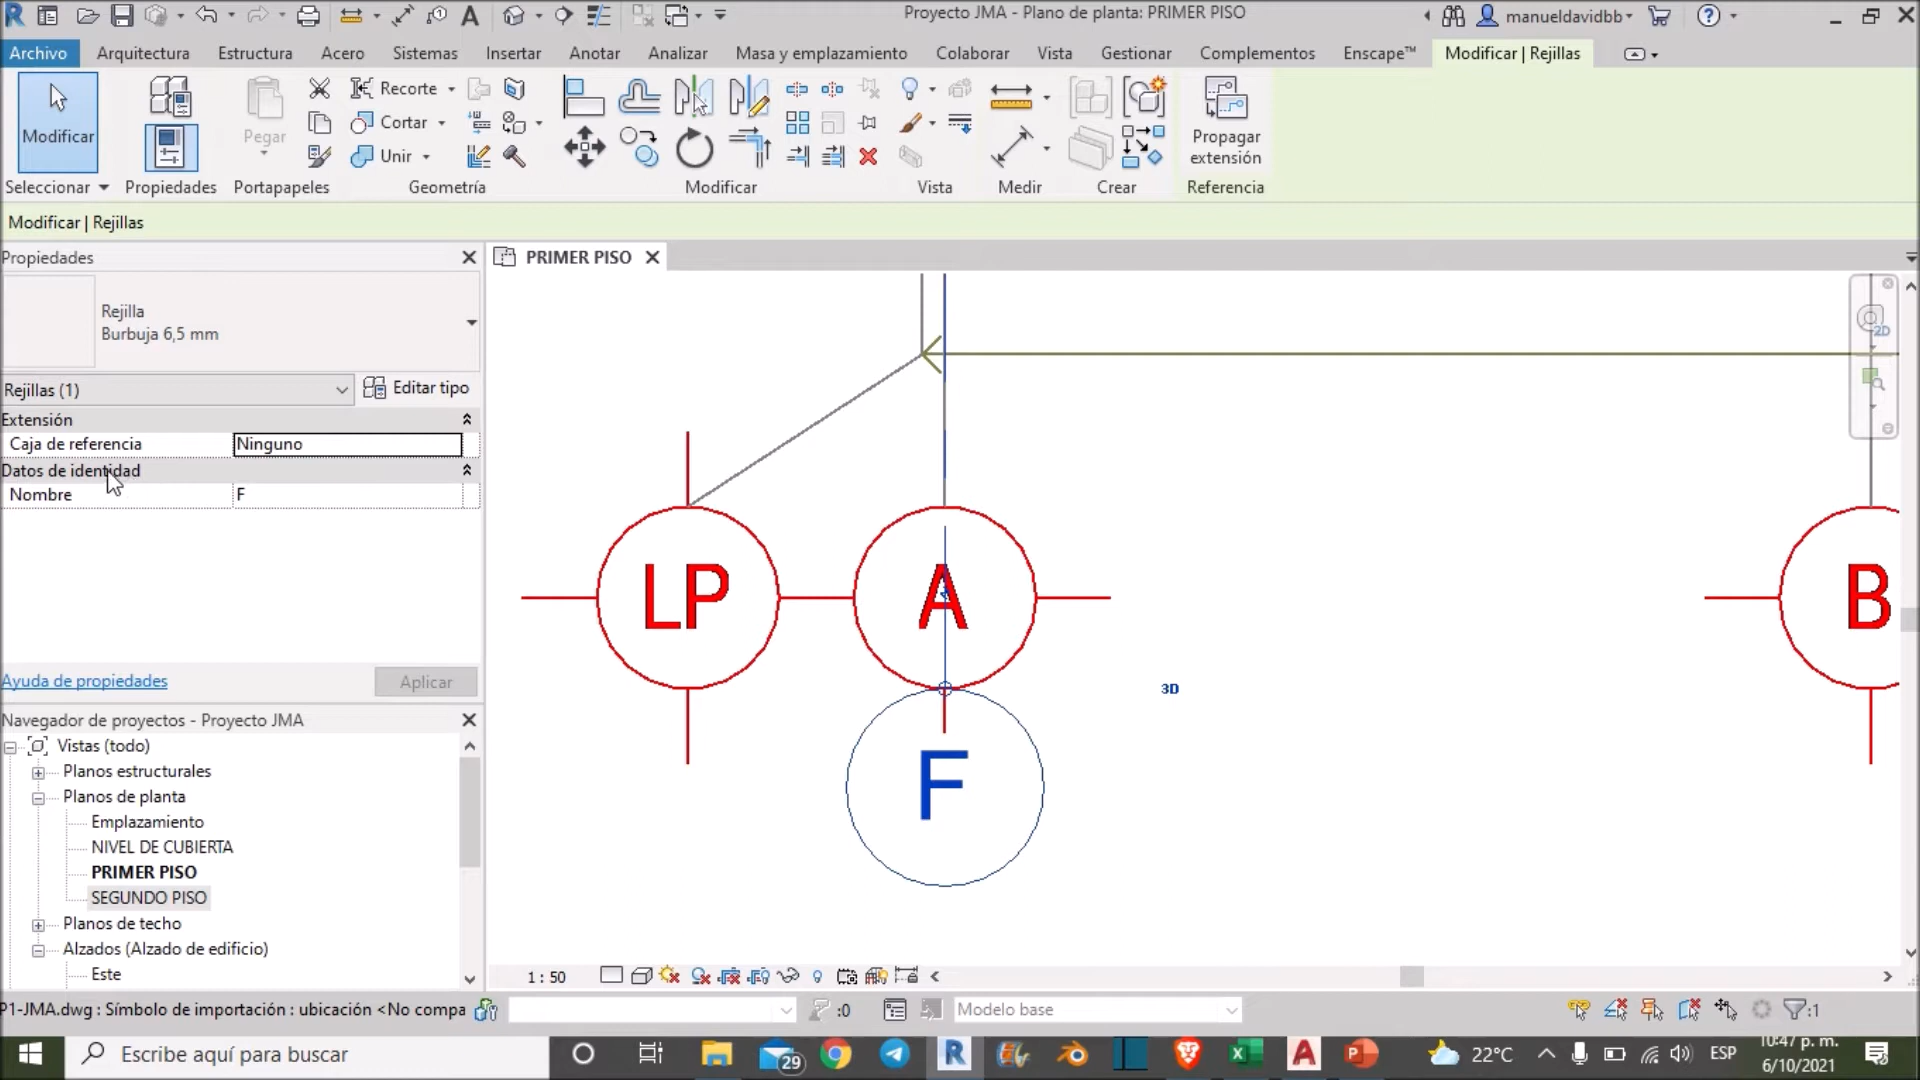 Proyecto JMA - Plano de planta: PRIMER PISO
manueldavidbb
Archivo Arquitectura Estructura Acero Sistemas Insertar Anotar Analizar Masa y emplazamiento Colaborar Vista Gestionar Complementos Enscape™ Modificar | Rejillas
Modificar
Pegar
Recorte
Cortar
Unir
Propagar
extensión
Seleccionar Propiedades Portapapeles Geometría Modificar Vista Medir Crear Referencia
Modificar | Rejillas
Propiedades
PRIMER PISO
Rejilla
Burbuja 6,5 mm
Rejillas (1)
Editar tipo
Extensión
Caja de referencia Ninguno
Datos de identidad
Nombre F
Ayuda de propiedades
Aplicar
2D
LP
A
B
3D
F
Navegador de proyectos - Proyecto JMA
Vistas (todo)
Planos estructurales
Planos de planta
Emplazamiento
NIVEL DE CUBIERTA
PRIMER PISO
SEGUNDO PISO
Planos de techo
Alzados (Alzado de edificio)
Este
1 : 50
P1-JMA.dwg : Símbolo de importación : ubicación <No compa
:0
Modelo base
:1
Escribe aquí para buscar
29
22°C
ESP
10:47 p. m.
6/10/2021